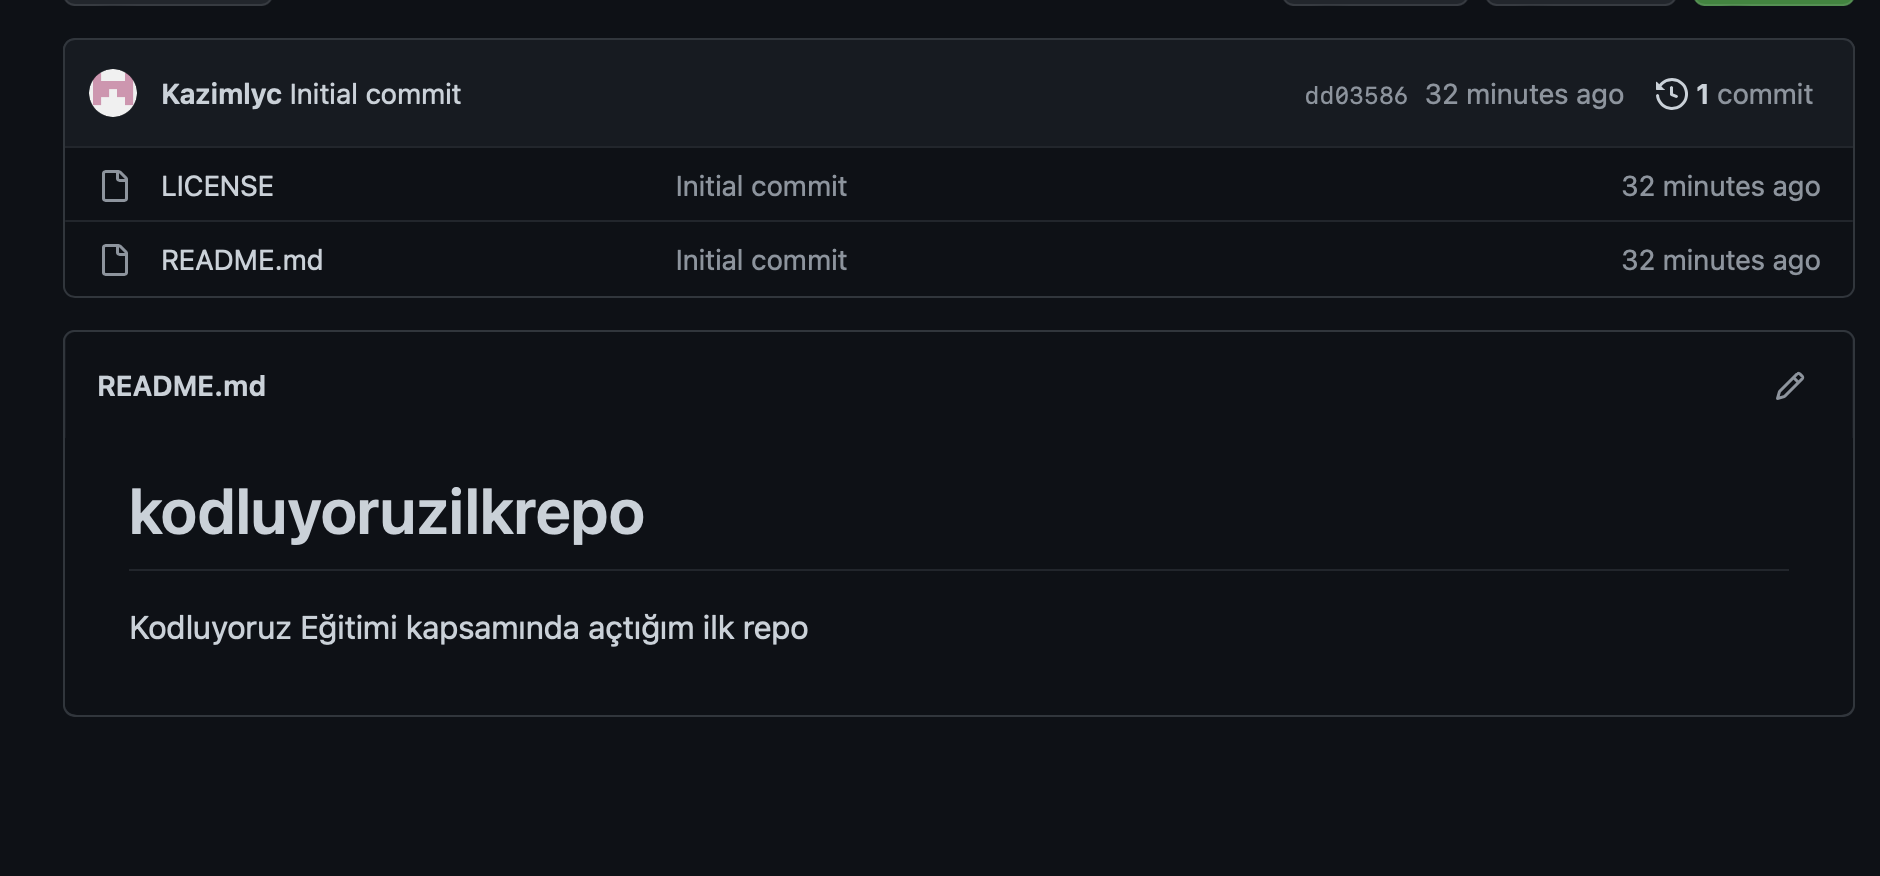 Kazimlyc Initial commit dd03586 32 minutes ago 1 commit
LICENSE Initial commit 32 minutes ago
README.md Initial commit 32 minutes ago
README.md
kodluyoruzilkrepo
Kodluyoruz Eğitimi kapsamında açtığım ilk repo